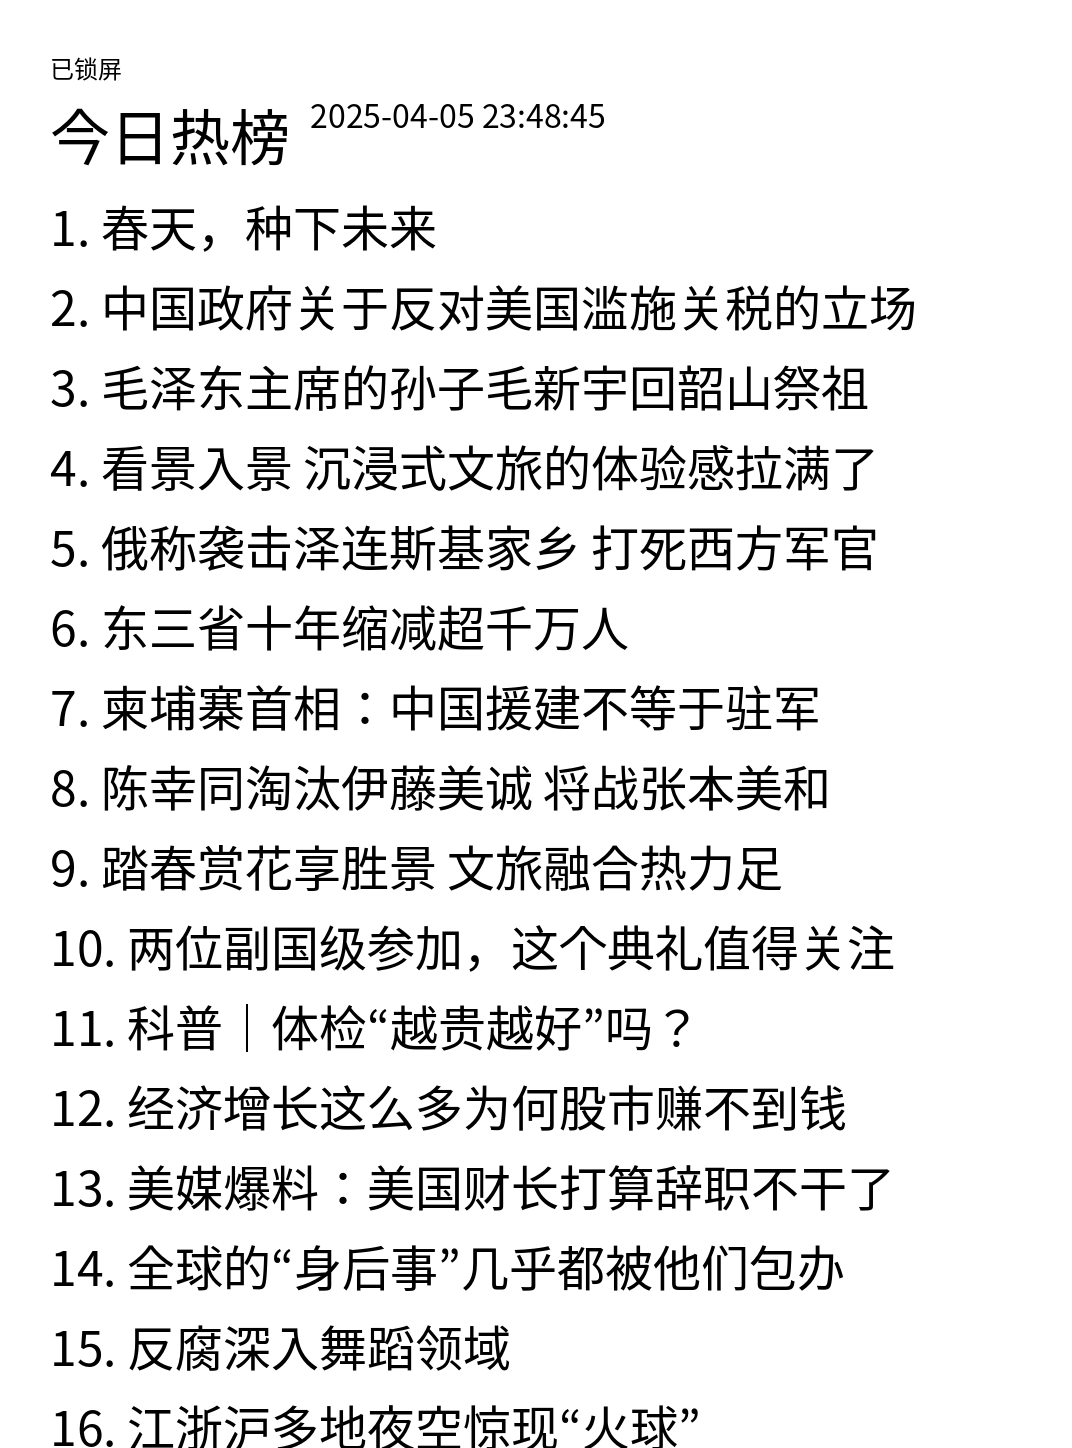 已锁屏
今日热榜 2025-04-05 23:48:45
1. 春天，种下未来
2. 中国政府关于反对美国滥施关税的立场
3. 毛泽东主席的孙子毛新宇回韶山祭祖
4. 看景入景 沉浸式文旅的体验感拉满了
5. 俄称袭击泽连斯基家乡 打死西方军官
6. 东三省十年缩减超千万人
7. 柬埔寨首相：中国援建不等于驻军
8. 陈幸同淘汰伊藤美诚 将战张本美和
9. 踏春赏花享胜景 文旅融合热力足
10. 两位副国级参加，这个典礼值得关注
11. 科普｜体检“越贵越好”吗？
12. 经济增长这么多为何股市赚不到钱
13. 美媒爆料：美国财长打算辞职不干了
14. 全球的“身后事”几乎都被他们包办
15. 反腐深入舞蹈领域
16. 江浙沪多地夜空惊现“火球”